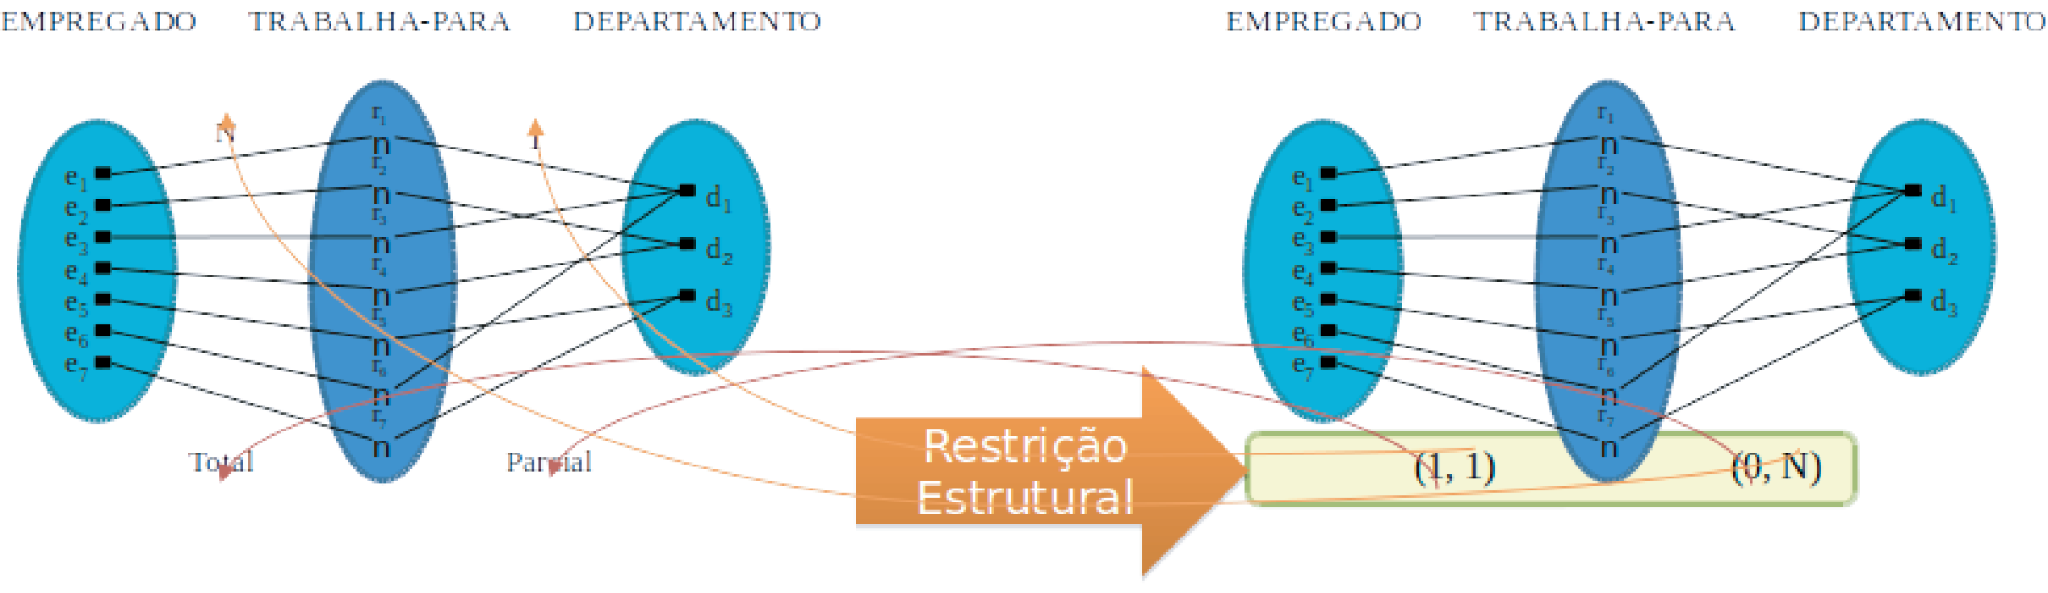 EMPREGADO TRABALHA-PARA DEPARTAMENTO
N 1
r1
n
r2
n
r3
n
r4
n
r5
n
r6
n
r7
n
e1
e2
e3
e4
e5
e6
e7
d1
d2
d3
Total Parcial
Restrição
Estrutural
EMPREGADO TRABALHA-PARA DEPARTAMENTO
r1
n
r2
n
r3
n
r4
n
r5
n
r6
n
r7
n
e1
e2
e3
e4
e5
e6
e7
d1
d2
d3
(1, 1) (0, N)